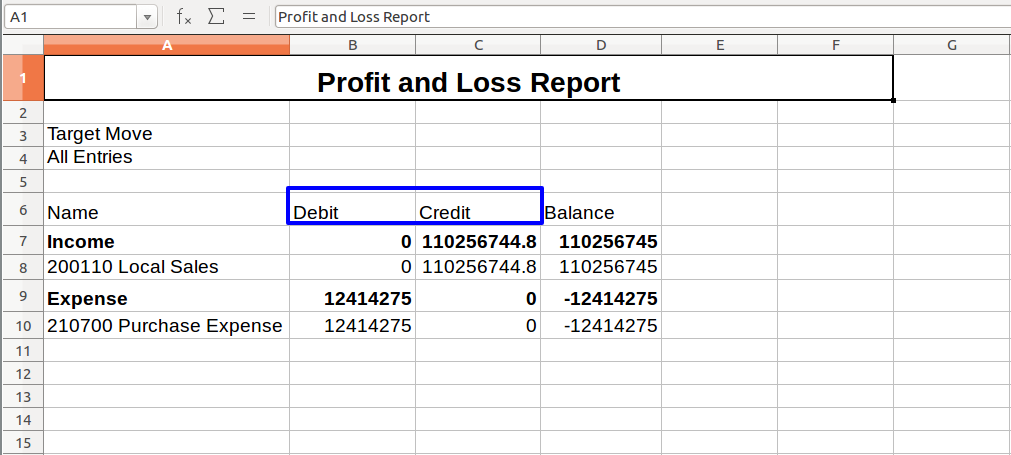 A1 Profit and Loss Report
A B C D E F G
1 Profit and Loss Report
2
3 Target Move
4 All Entries
5
6 Name Debit Credit Balance
7 Income 0 110256744.8 110256745
8 200110 Local Sales 0 110256744.8 110256745
9 Expense 12414275 0 -12414275
10 210700 Purchase Expense 12414275 0 -12414275
11
12
13
14
15